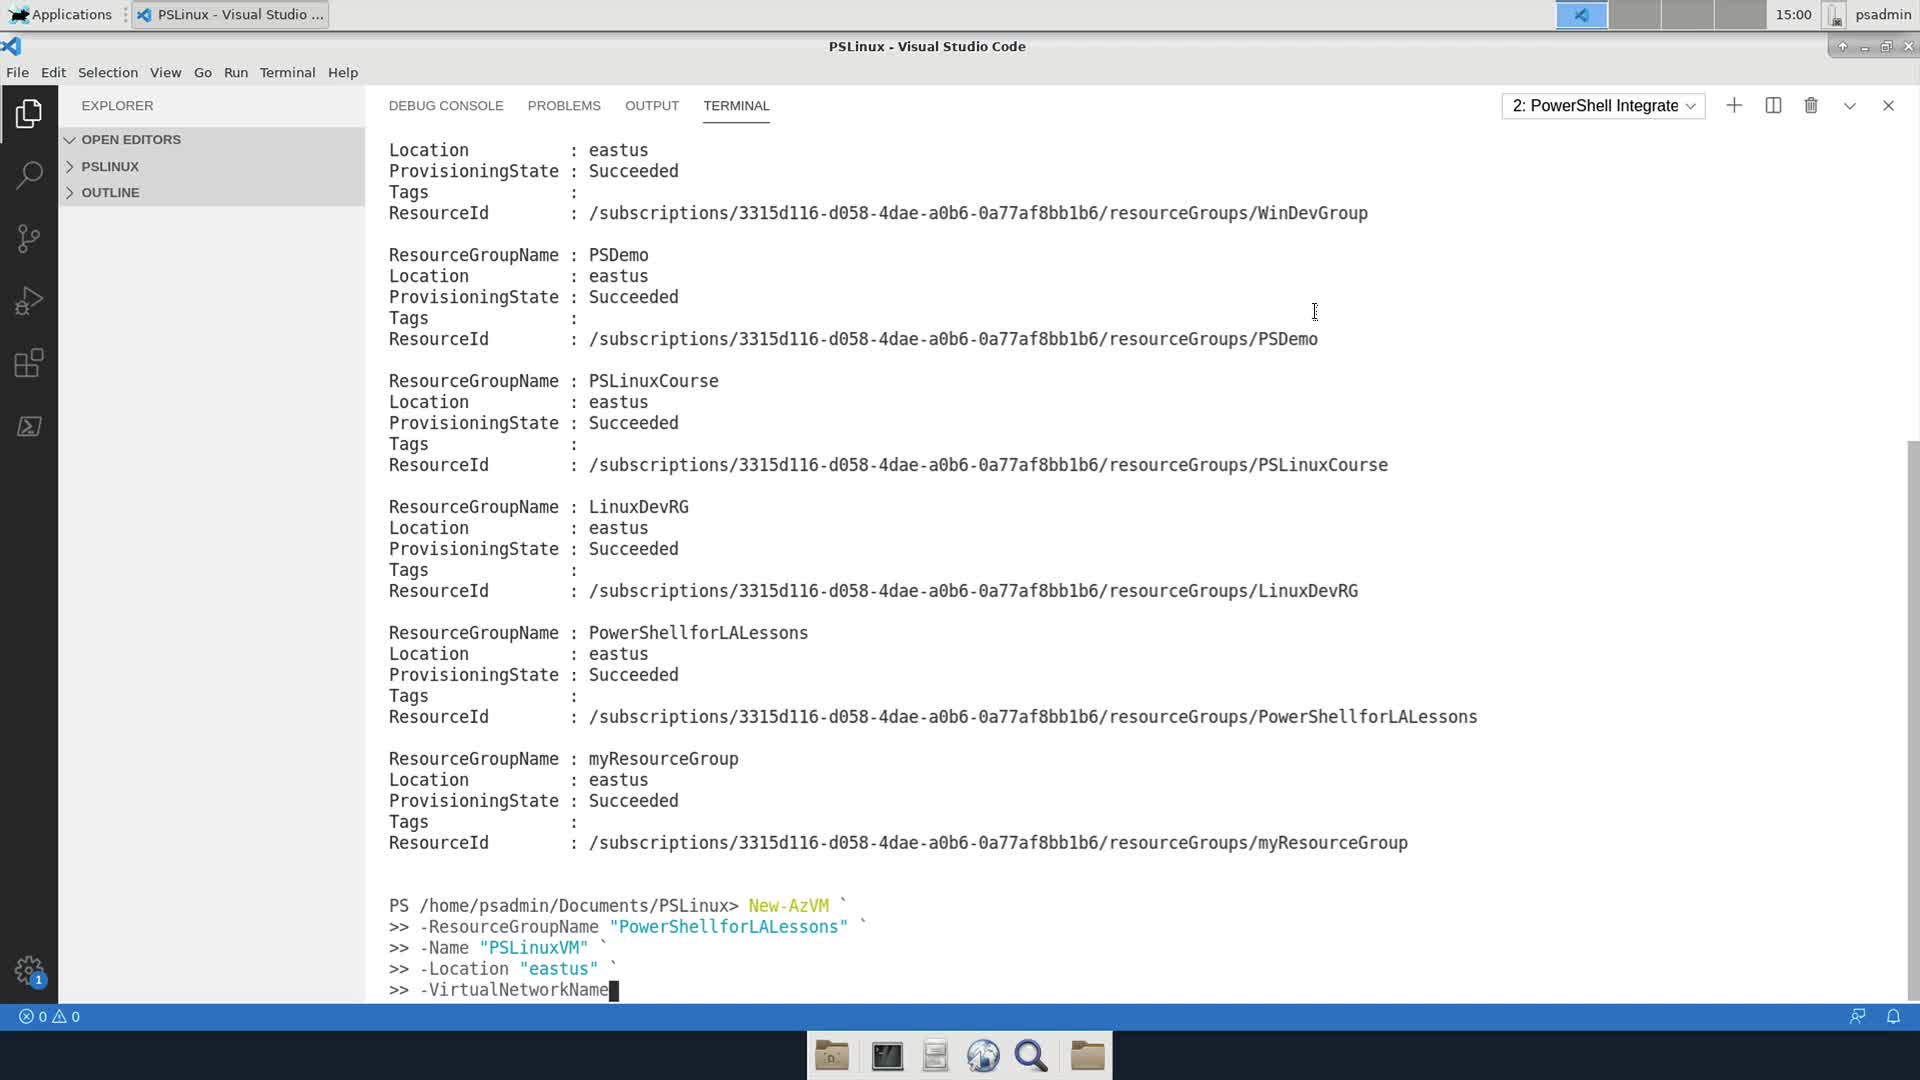 Applications
PSLinux - Visual Studio ...
15:00
psadmin
PSLinux - Visual Studio Code
File Edit Selection View Go Run Terminal Help
EXPLORER
OPEN EDITORS
PSLINUX
OUTLINE
DEBUG CONSOLE PROBLEMS OUTPUT TERMINAL
2: PowerShell Integrate
Location : eastus
ProvisioningState : Succeeded
Tags :
ResourceId : /subscriptions/3315d116-d058-4dae-a0b6-0a77af8bb1b6/resourceGroups/WinDevGroup
ResourceGroupName : PSDemo
Location : eastus
ProvisioningState : Succeeded
Tags :
ResourceId : /subscriptions/3315d116-d058-4dae-a0b6-0a77af8bb1b6/resourceGroups/PSDemo
ResourceGroupName : PSLinuxCourse
Location : eastus
ProvisioningState : Succeeded
Tags :
ResourceId : /subscriptions/3315d116-d058-4dae-a0b6-0a77af8bb1b6/resourceGroups/PSLinuxCourse
ResourceGroupName : LinuxDevRG
Location : eastus
ProvisioningState : Succeeded
Tags :
ResourceId : /subscriptions/3315d116-d058-4dae-a0b6-0a77af8bb1b6/resourceGroups/LinuxDevRG
ResourceGroupName : PowerShellforLALessons
Location : eastus
ProvisioningState : Succeeded
Tags :
ResourceId : /subscriptions/3315d116-d058-4dae-a0b6-0a77af8bb1b6/resourceGroups/PowerShellforLALessons
ResourceGroupName : myResourceGroup
Location : eastus
ProvisioningState : Succeeded
Tags :
ResourceId : /subscriptions/3315d116-d058-4dae-a0b6-0a77af8bb1b6/resourceGroups/myResourceGroup
PS /home/psadmin/Documents/PSLinux> New-AzVM `
>> -ResourceGroupName "PowerShellforLALessons" `
>> -Name "PSLinuxVM" `
>> -Location "eastus" `
>> -VirtualNetworkName
1
0 0